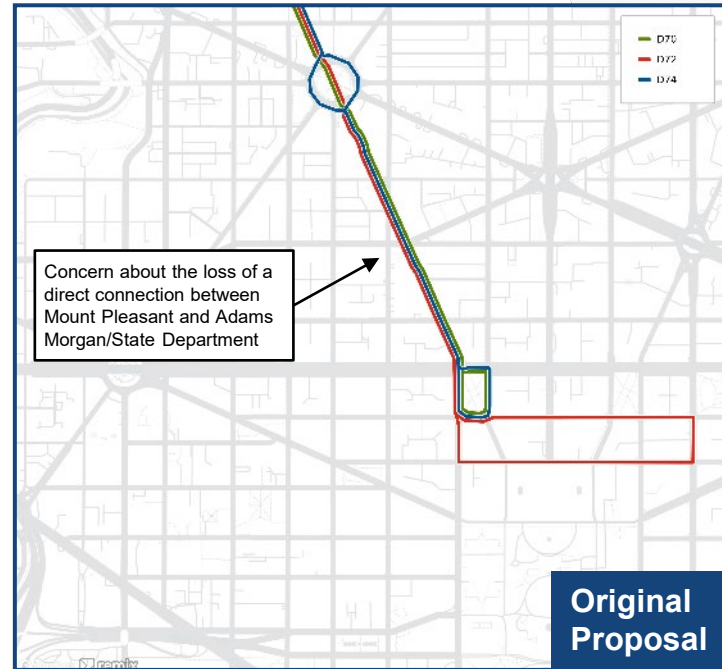 D70
D72
D74
Concern about the loss of a
direct connection between
Mount Pleasant and Adams
Morgan/State Department
Original
Proposal
remix